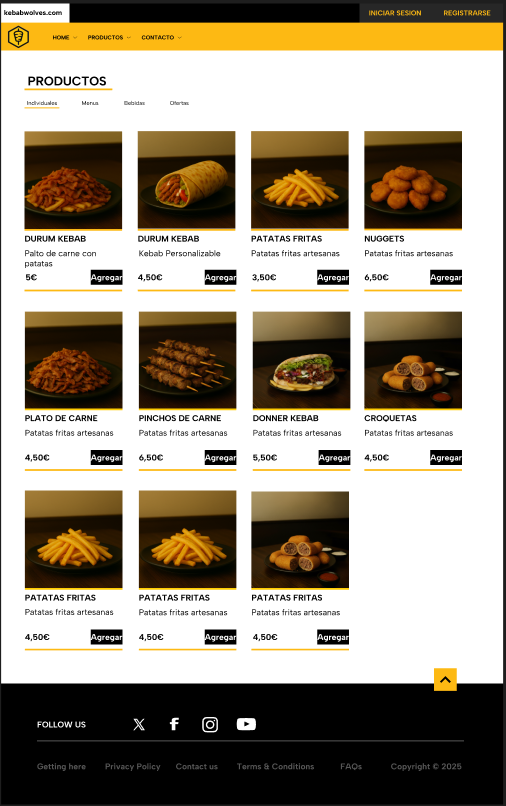 kebabwolves.com
INICIAR SESION REGISTRARSE
HOME PRODUCTOS CONTACTO
PRODUCTOS
Individuales Menus Bebidas Ofertas
DURUM KEBAB
Palto de carne con
patatas
5€ Agregar
DURUM KEBAB
Kebab Personalizable
4,50€ Agregar
PATATAS FRITAS
Patatas fritas artesanas
3,50€ Agregar
NUGGETS
Patatas fritas artesanas
6,50€ Agregar
PLATO DE CARNE
Patatas fritas artesanas
4,50€ Agregar
PINCHOS DE CARNE
Patatas fritas artesanas
6,50€ Agregar
DONNER KEBAB
Patatas fritas artesanas
5,50€ Agregar
CROQUETAS
Patatas fritas artesanas
4,50€ Agregar
PATATAS FRITAS
Patatas fritas artesanas
4,50€ Agregar
PATATAS FRITAS
Patatas fritas artesanas
4,50€ Agregar
PATATAS FRITAS
Patatas fritas artesanas
4,50€ Agregar
FOLLOW US
Getting here Privacy Policy Contact us Terms & Conditions FAQs Copyright © 2025